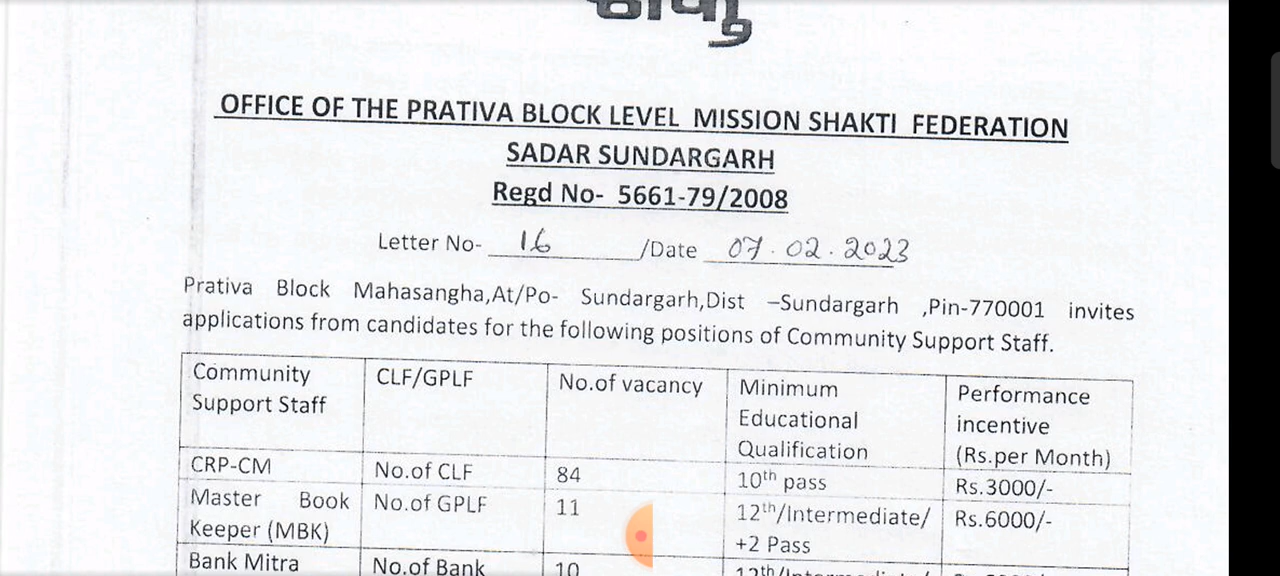 OFFICE OF THE PRATIVA BLOCK LEVEL MISSION SHAKTI FEDERATION
SADAR SUNDARGARH
Regd No- 5661-79/2008
Letter No- 16 /Date 07.02.2023
Prativa Block Mahasangha,At/Po- Sundargarh,Dist –Sundargarh ,Pin-770001 invites
applications from candidates for the following positions of Community Support Staff.
Community Support Staff CLF/GPLF No.of vacancy Minimum Educational Qualification Performance incentive (Rs.per Month)
CRP-CM No.of CLF 84 10th pass Rs.3000/-
Master Book Keeper (MBK) No.of GPLF 11 12th/Intermediate/ +2 Pass Rs.6000/-
Bank Mitra No.of Bank 10 12th/Intermediate/